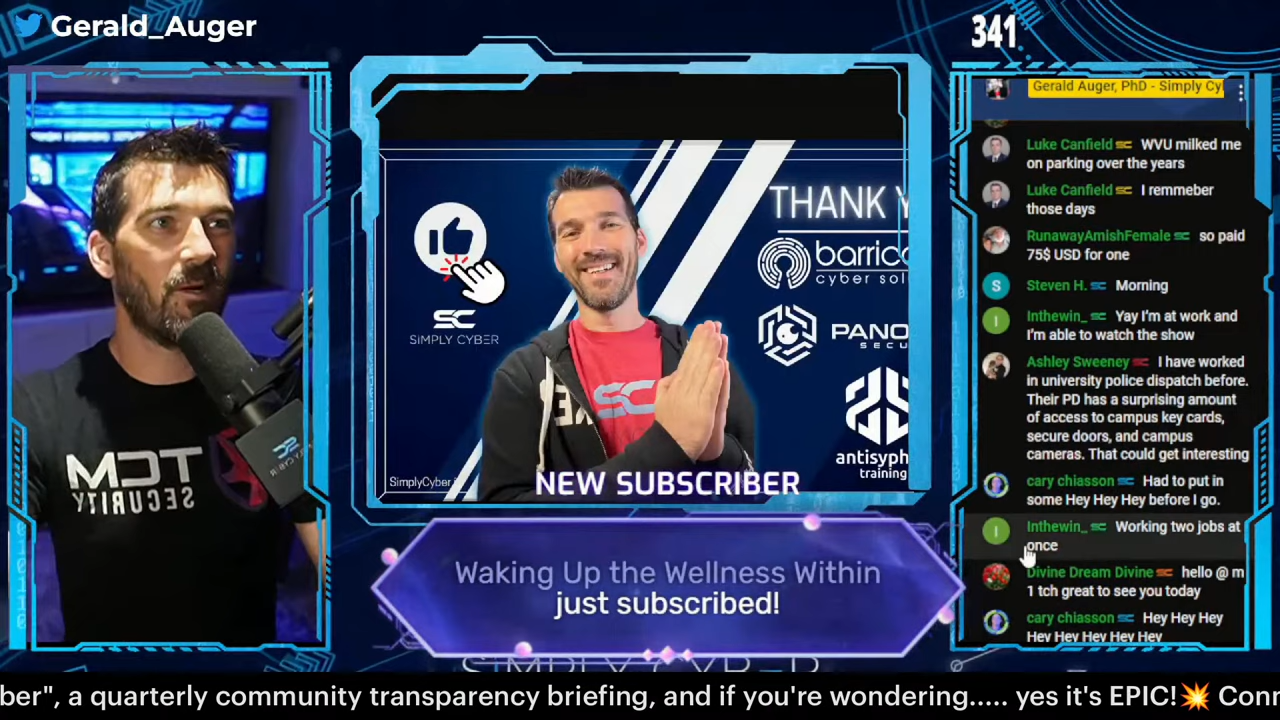 Gerald_Auger
341
Gerald Auger, PhD - Simply Cy
THANK Y
barric
cyber sol
SiMPLY CYBER
PANO
SECU
antisyph
training
SimplyCyber
SC
NEW SUBSCRIBER
Waking Up the Wellness Within
just subscribed!
MCT
SECURITY
Luke Canfield WVU milked me
on parking over the years
Luke Canfield I remmeber
those days
RunawayAmishFemale so paid
75$ USD for one
S
Steven H. Morning
I
Inthewin_ Yay I'm at work and
I'm able to watch the show
Ashley Sweeney I have worked
in university police dispatch before.
Their PD has a surprising amount
of access to campus key cards,
secure doors, and campus
cameras. That could get interesting
cary chiasson Had to put in
some Hey Hey Hey before I go.
I
Inthewin_ Working two jobs at
once
Divine Dream Divine hello @ m
1 tch great to see you today
cary chiasson Hey Hey Hey
Hey Hey Hey Hey Hey
SIMPLY CYBER
ber", a quarterly community transparency briefing, and if you're wondering..... yes it's EPIC!💥 Conn